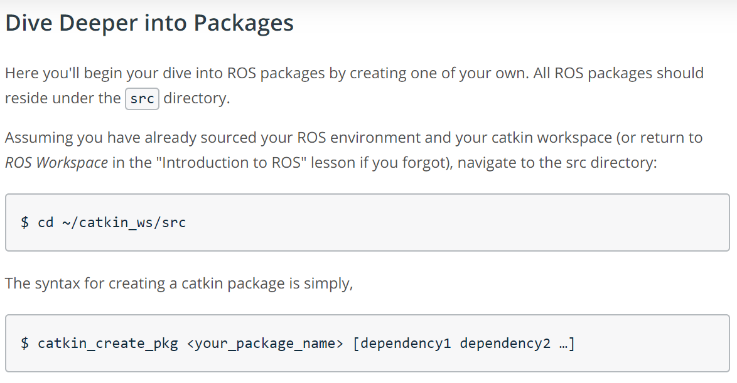 Dive Deeper into Packages
Here you'll begin your dive into ROS packages by creating one of your own. All ROS packages should
reside under the src directory.
Assuming you have already sourced your ROS environment and your catkin workspace (or return to
ROS Workspace in the "Introduction to ROS" lesson if you forgot), navigate to the src directory:
$ cd ~/catkin_ws/src
The syntax for creating a catkin package is simply,
$ catkin_create_pkg <your_package_name> [dependency1 dependency2 …]